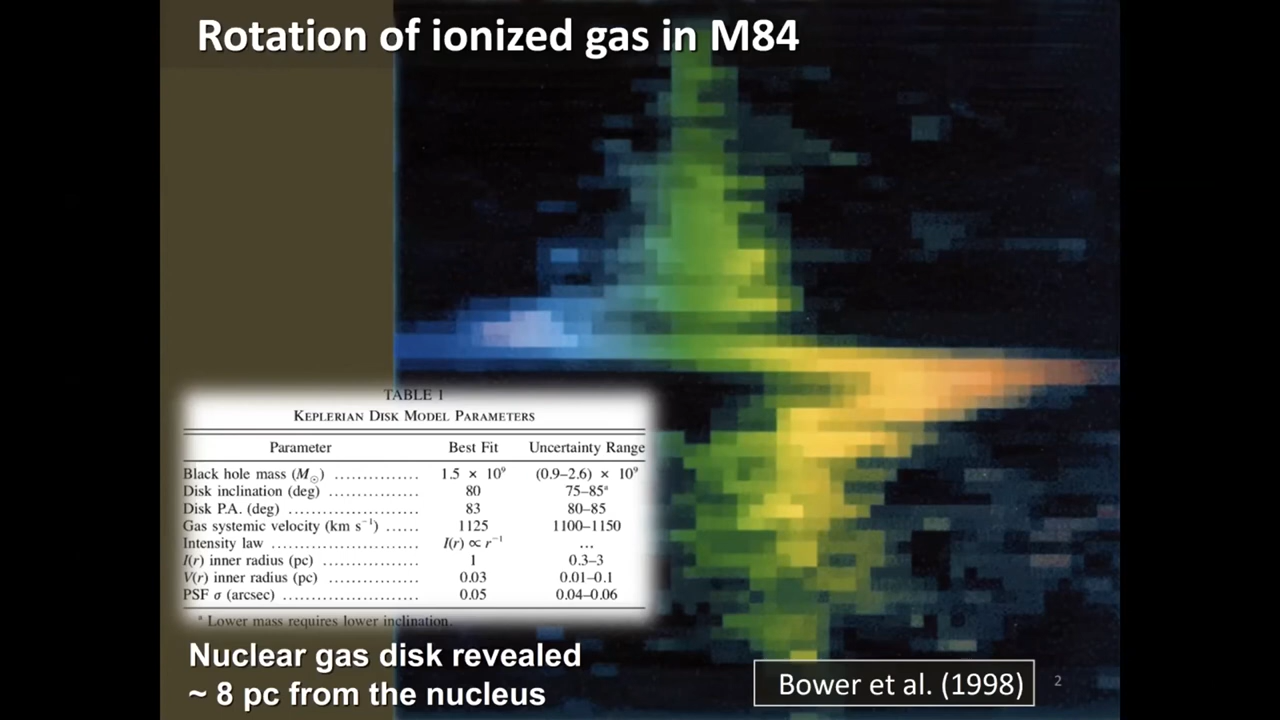 Rotation of ionized gas in M84
TABLE 1
KEPLERIAN DISK MODEL PARAMETERS
Parameter Best Fit Uncertainty Range
Black hole mass (M☉) ............... 1.5 × 10⁹ (0.9–2.6) × 10⁹
Disk inclination (deg) ................ 80 75–85ᵃ
Disk P.A. (deg) ........................ 83 80–85
Gas systemic velocity (km s⁻¹) ...... 1125 1100–1150
Intensity law .......................... I(r) ∝ r⁻¹ ...
I(r) inner radius (pc) ................. 1 0.3–3
V(r) inner radius (pc) ................ 0.03 0.01–0.1
PSF σ (arcsec) ........................ 0.05 0.04–0.06
ᵃ Lower mass requires lower inclination.
Nuclear gas disk revealed
~ 8 pc from the nucleus
Bower et al. (1998)
2